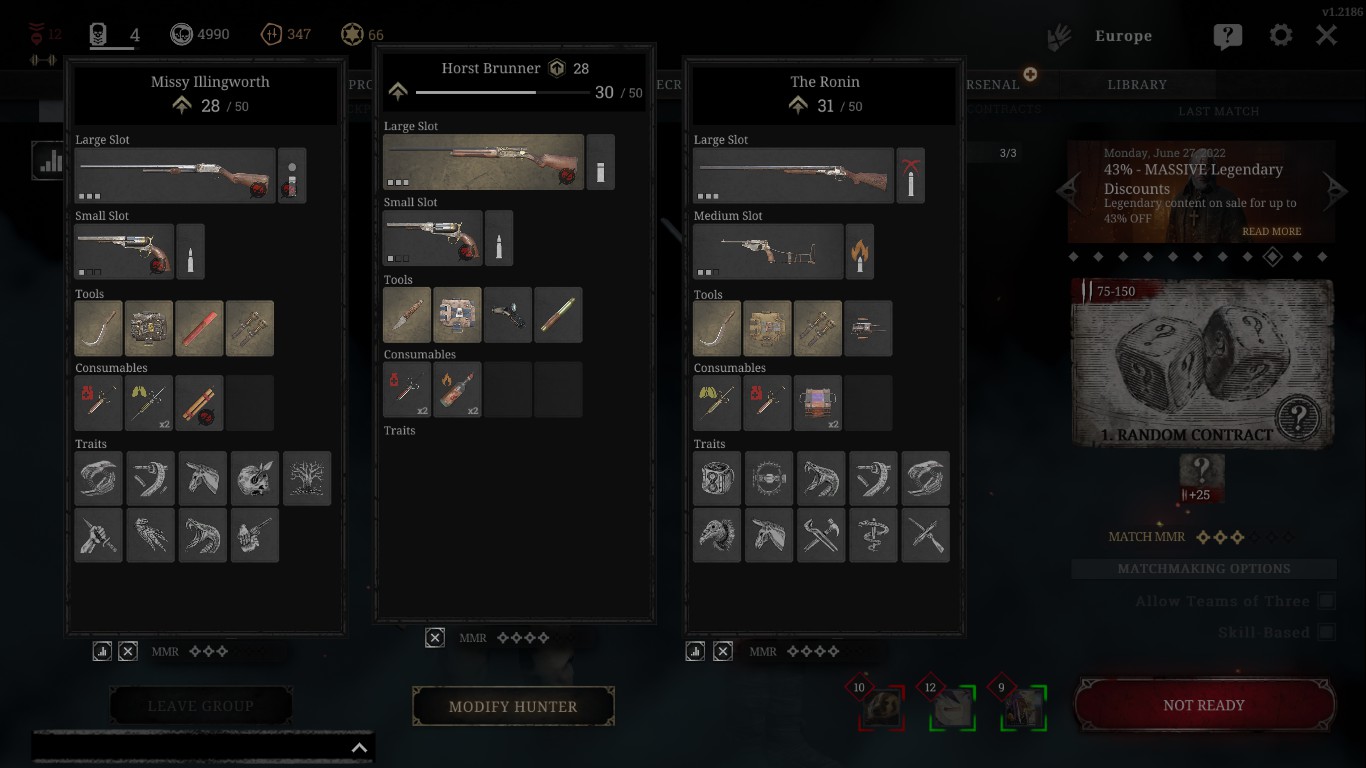 v1.2186
12
4
4990
347
66
Europe
PRO
ECR
RSENAL
LIBRARY
CONTRACTS
LAST MATCH
3/3
Missy Illingworth
28 / 50
Large Slot
Small Slot
Tools
Consumables
x2
Traits
MMR
Horst Brunner 28
30 / 50
Large Slot
Small Slot
Tools
Consumables
x2
x2
Traits
MMR
The Ronin
31 / 50
Large Slot
Medium Slot
Tools
Consumables
x2
Traits
MMR
Monday, June 27, 2022
43% - MASSIVE Legendary
Discounts
Legendary content on sale for up to
43% OFF
READ MORE
75-150
1. RANDOM CONTRACT
+25
MATCH MMR
MATCHMAKING OPTIONS
Allow Teams of Three
Skill-Based
LEAVE GROUP
MODIFY HUNTER
10
12
9
NOT READY